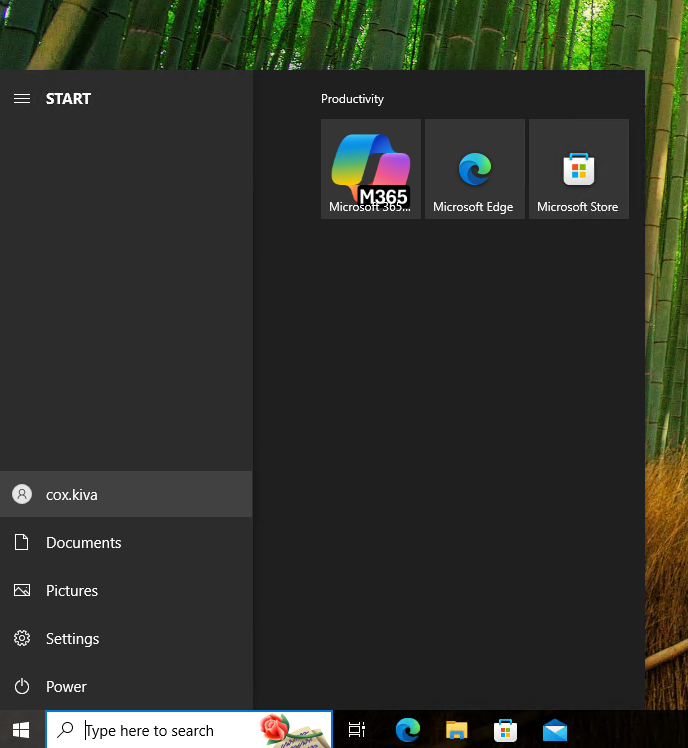 START
Productivity
M365
Microsoft 365...
Microsoft Edge
Microsoft Store
cox.kiva
Documents
Pictures
Settings
Power
Type here to search